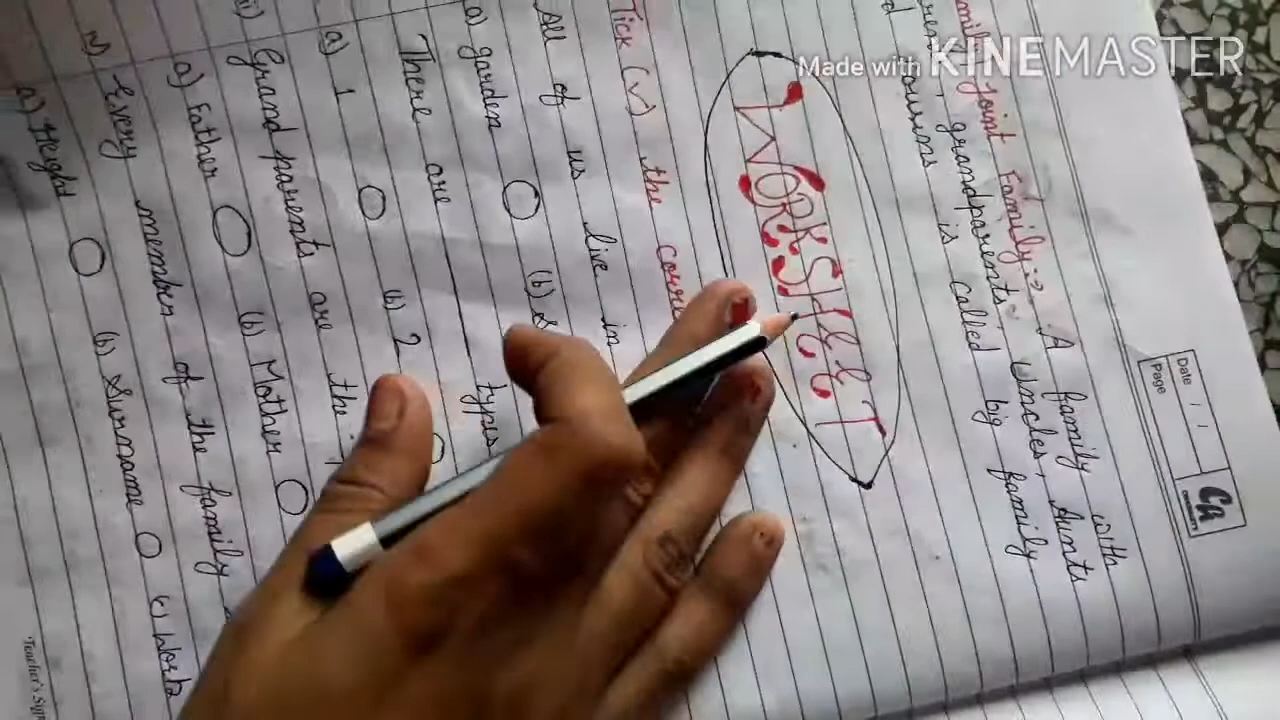 Made with KINEMASTER
Date
Page
CA
joint Family:-> A family with
grandparents, uncles, Aunts
cousins is called big family
WORKSHEET
Tick (✓) the
All of us live in
a) garden (b)
There are types
a) 1 (b) 2
Grand parents are the
a) Father (b) Mother
Every member of the family
a) Height (b) Surname (c) Work
Teacher's